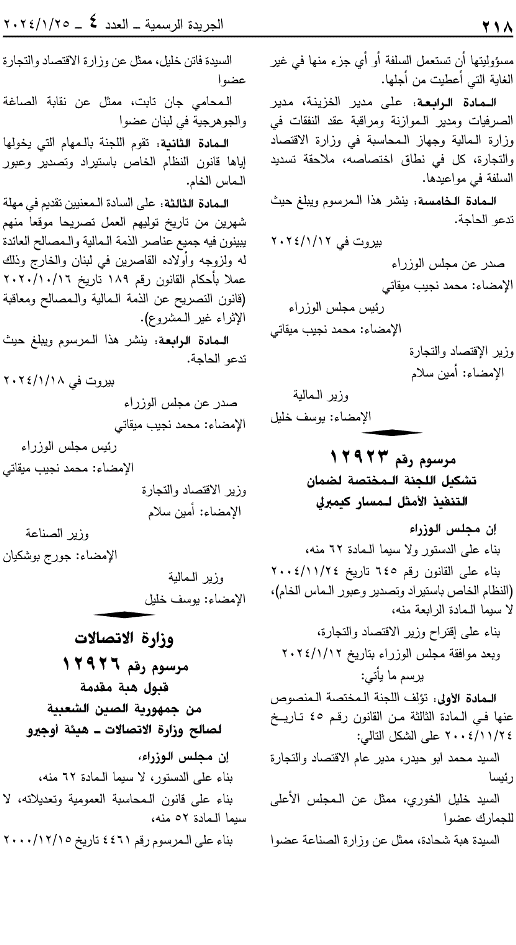 ٢١٨
الجريدة الرسمية ــ العدد ٤ ــ ٢٠٢٤/١/٢٥
مسؤوليتها أن تستعمل السلفة أو أي جزء منها في غير
الغاية التي أعطيت من أجلها.
المادة الرابعة: على مدير الخزينة، مدير
الصرفيات ومدير الموازنة ومراقبة عقد النفقات في
وزارة المالية وجهاز المحاسبة في وزارة الاقتصاد
والتجارة، كل في نطاق اختصاصه، ملاحقة تسديد
السلفة في مواعيدها.
المادة الخامسة: ينشر هذا المرسوم ويبلغ حيث
تدعو الحاجة.
بيروت في ٢٠٢٤/١/١٢
صدر عن مجلس الوزراء
الإمضاء: محمد نجيب ميقاتي
رئيس مجلس الوزراء
الإمضاء: محمد نجيب ميقاتي
وزير الإقتصاد والتجارة
الإمضاء: أمين سلام
وزير المالية
الإمضاء: يوسف خليل
مرسوم رقم ١٢٩٢٣
تشكيل اللجنة المختصة لضمان
التنفيذ الأمثل لمسار كيمبرلي
إن مجلس الوزراء
بناء على الدستور ولا سيما المادة ٦٢ منه،
بناء على القانون رقم ٦٤٥ تاريخ ٢٠٠٤/١١/٢٤
(النظام الخاص باستيراد وتصدير وعبور الماس الخام)،
لا سيما المادة الرابعة منه،
بناء على إقتراح وزير الاقتصاد والتجارة،
وبعد موافقة مجلس الوزراء بتاريخ ٢٠٢٤/١/١٢
يرسم ما يأتي:
المادة الأولى: تؤلف اللجنة المختصة المنصوص
عنها في المادة الثالثة من القانون رقم ٤٥ تاريخ
٢٠٠٤/١١/٢٤ على الشكل التالي:
السيد محمد ابو حيدر، مدير عام الاقتصاد والتجارة
رئيسا
السيد خليل الخوري، ممثل عن المجلس الأعلى
للجمارك عضوا
السيدة هبة شحادة، ممثل عن وزارة الصناعة عضوا
السيدة فاتن خليل، ممثل عن وزارة الاقتصاد والتجارة
عضوا
المحامي جان تابت، ممثل عن نقابة الصاغة
والجوهرجية في لبنان عضوا
المادة الثانية: تقوم اللجنة بالمهام التي يخولها
إياها قانون النظام الخاص باستيراد وتصدير وعبور
الماس الخام.
المادة الثالثة: على السادة المعنيين تقديم في مهلة
شهرين من تاريخ توليهم العمل تصريحا موقعا منهم
يبينون فيه جميع عناصر الذمة المالية والمصالح العائدة
له ولزوجه وأولاده القاصرين في لبنان والخارج وذلك
عملا بأحكام القانون رقم ١٨٩ تاريخ ٢٠٢٠/١٠/١٦
(قانون التصريح عن الذمة المالية والمصالح ومعاقبة
الإثراء غير المشروع).
المادة الرابعة: ينشر هذا المرسوم ويبلغ حيث
تدعو الحاجة.
بيروت في ٢٠٢٤/١/١٨
صدر عن مجلس الوزراء
الإمضاء: محمد نجيب ميقاتي
رئيس مجلس الوزراء
الإمضاء: محمد نجيب ميقاتي
وزير الاقتصاد والتجارة
الإمضاء: أمين سلام
وزير الصناعة
الإمضاء: جورج بوشكيان
وزير المالية
الإمضاء: يوسف خليل
وزارة الاتصالات
مرسوم رقم ١٢٩٢٦
قبول هبة مقدمة
من جمهورية الصين الشعبية
لصالح وزارة الاتصالات ــ هيئة اوجيرو
إن مجلس الوزراء،
بناء على الدستور، لا سيما المادة ٦٢ منه،
بناء على قانون المحاسبة العمومية وتعديلاته، لا
سيما المادة ٥٢ منه،
بناء على المرسوم رقم ٤٤٦١ تاريخ ٢٠٠٠/١٢/١٥